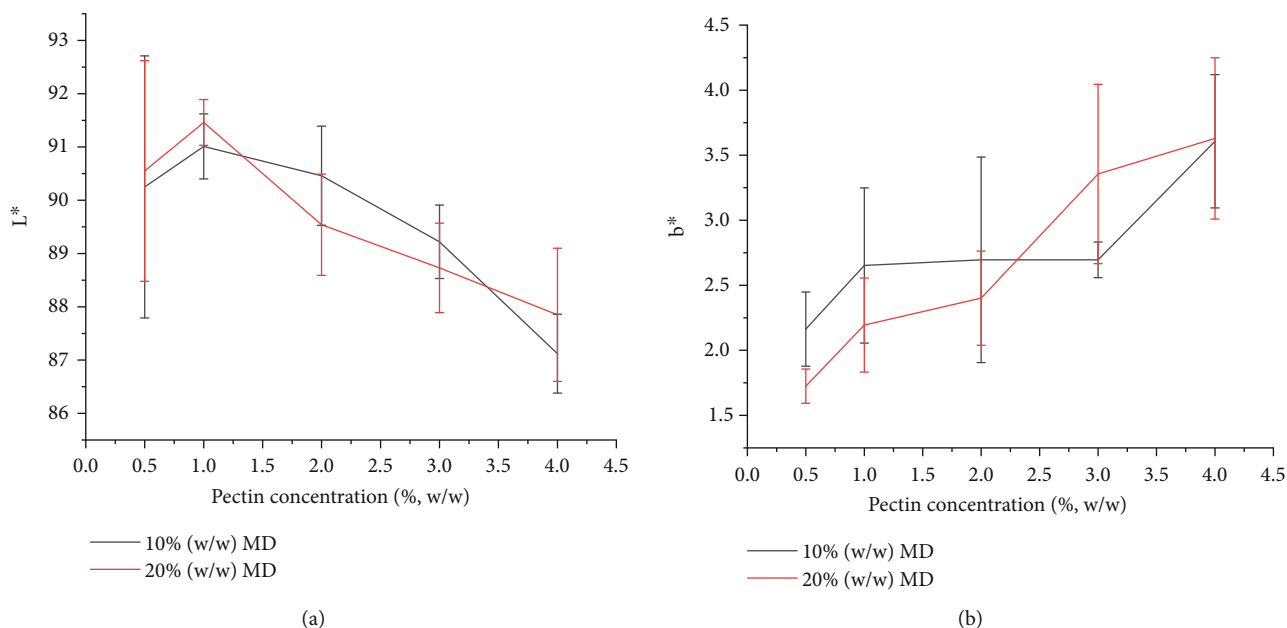 93
92
91
90
89
88
87
86
L*
0.0 0.5 1.0 1.5 2.0 2.5 3.0 3.5 4.0 4.5
Pectin concentration (%, w/w)
10% (w/w) MD
20% (w/w) MD
(a)
4.5
4.0
3.5
3.0
2.5
2.0
1.5
b*
0.0 0.5 1.0 1.5 2.0 2.5 3.0 3.5 4.0 4.5
Pectin concentration (%, w/w)
10% (w/w) MD
20% (w/w) MD
(b)